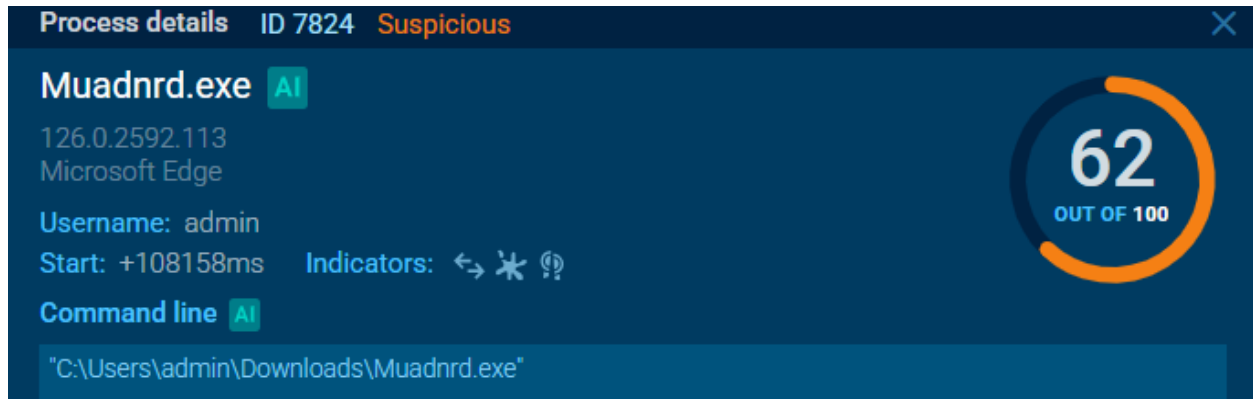 Process details ID 7824 Suspicious
Muadnrd.exe AI
126.0.2592.113
Microsoft Edge
62
OUT OF 100
Username: admin
Start: +108158ms Indicators:
Command line AI
"C:\Users\admin\Downloads\Muadnrd.exe"